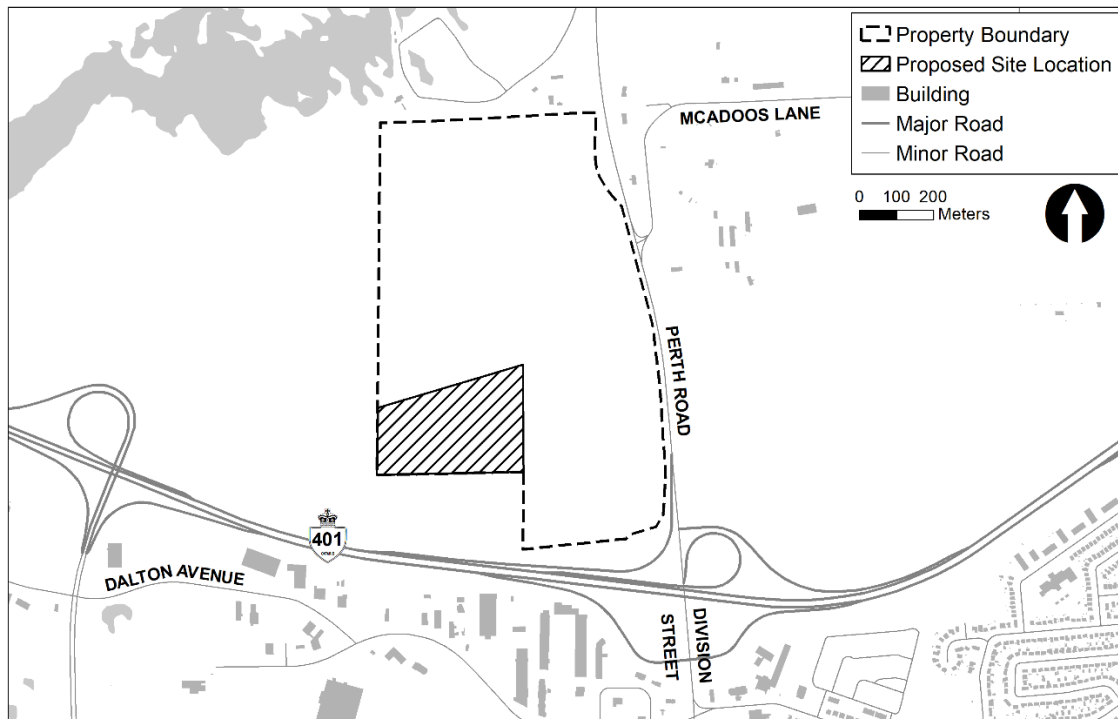 Property Boundary
Proposed Site Location
Building
Major Road
Minor Road
0 100 200
Meters
MCADOOS LANE
PERTH ROAD
401
DALTON AVENUE
DIVISION
STREET